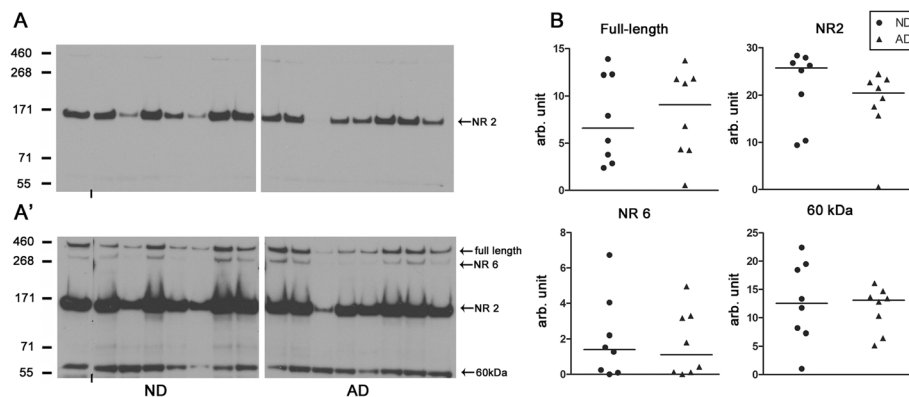 A
460
268
171
71
55
←NR 2
A'
460
268
171
71
55
←full length
←NR 6
←NR 2
←60kDa
ND
AD
B
ND
AD
Full-length
arb. unit
15
10
5
0
NR2
arb. unit
30
20
10
0
NR 6
arb. unit
8
6
4
2
0
60 kDa
arb. unit
25
20
15
10
5
0